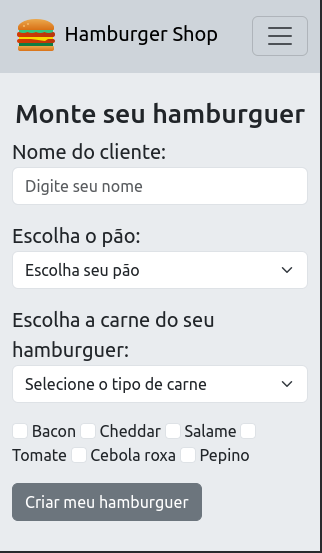 Hamburger Shop
Monte seu hamburguer
Nome do cliente:
Digite seu nome
Escolha o pão:
Escolha seu pão
Escolha a carne do seu
hamburguer:
Selecione o tipo de carne
Bacon Cheddar Salame
Tomate Cebola roxa Pepino
Criar meu hamburguer